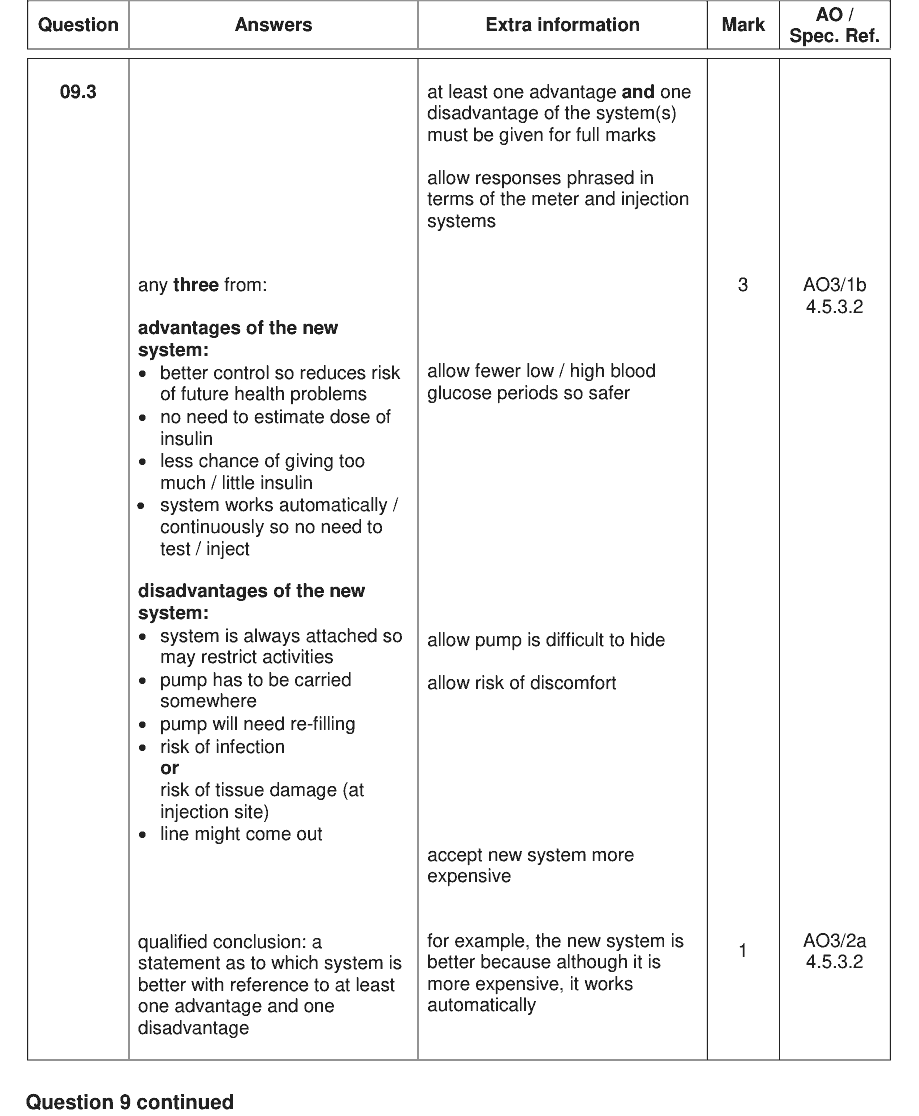 Question Answers Extra information Mark AO /
Spec. Ref.
09.3
at least one advantage and one
disadvantage of the system(s)
must be given for full marks
allow responses phrased in
terms of the meter and injection
systems
any three from: 3 AO3/1b
4.5.3.2
advantages of the new
system:
• better control so reduces risk
of future health problems
allow fewer low / high blood
glucose periods so safer
• no need to estimate dose of
insulin
• less chance of giving too
much / little insulin
• system works automatically /
continuously so no need to
test / inject
disadvantages of the new
system:
• system is always attached so
may restrict activities
allow pump is difficult to hide
• pump has to be carried
somewhere
allow risk of discomfort
• pump will need re-filling
• risk of infection
or
risk of tissue damage (at
injection site)
• line might come out
accept new system more
expensive
qualified conclusion: a
statement as to which system is
better with reference to at least
one advantage and one
disadvantage
for example, the new system is
better because although it is
more expensive, it works
automatically
1 AO3/2a
4.5.3.2
Question 9 continued